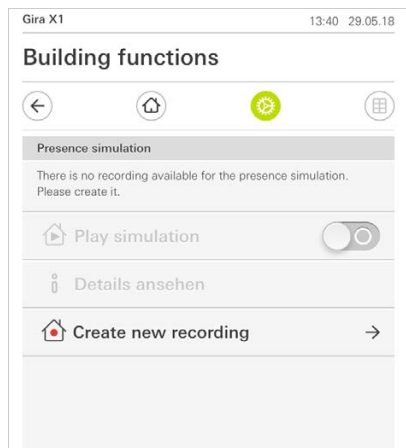 Gira X1 13:40 29.05.18
Building functions
Presence simulation
There is no recording available for the presence simulation.
Please create it.
Play simulation
Details ansehen
Create new recording